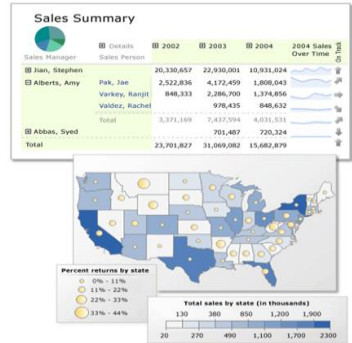 Sales Summary
Details 2002 2003 2004 2004 Sales Over Time On Track
Sales Manager Sales Person
Jian, Stephen 20,330,657 22,930,001 10,931,024
Alberts, Amy Pak, Jae 2,522,836 4,172,459 1,808,043
Varkey, Ranjit 848,333 2,286,700 1,374,856
Valdez, Rachel 978,435 848,632
Total 3,371,169 7,437,594 4,031,531
Abbas, Syed 701,487 720,324
Total 23,701,827 31,069,082 15,682,879
Percent returns by state
0% - 11%
11% - 22%
22% - 33%
33% - 44%
Total sales by state (in thousands)
130 380 850 1,200 1,900
20 270 490 1,100 1,700 2300